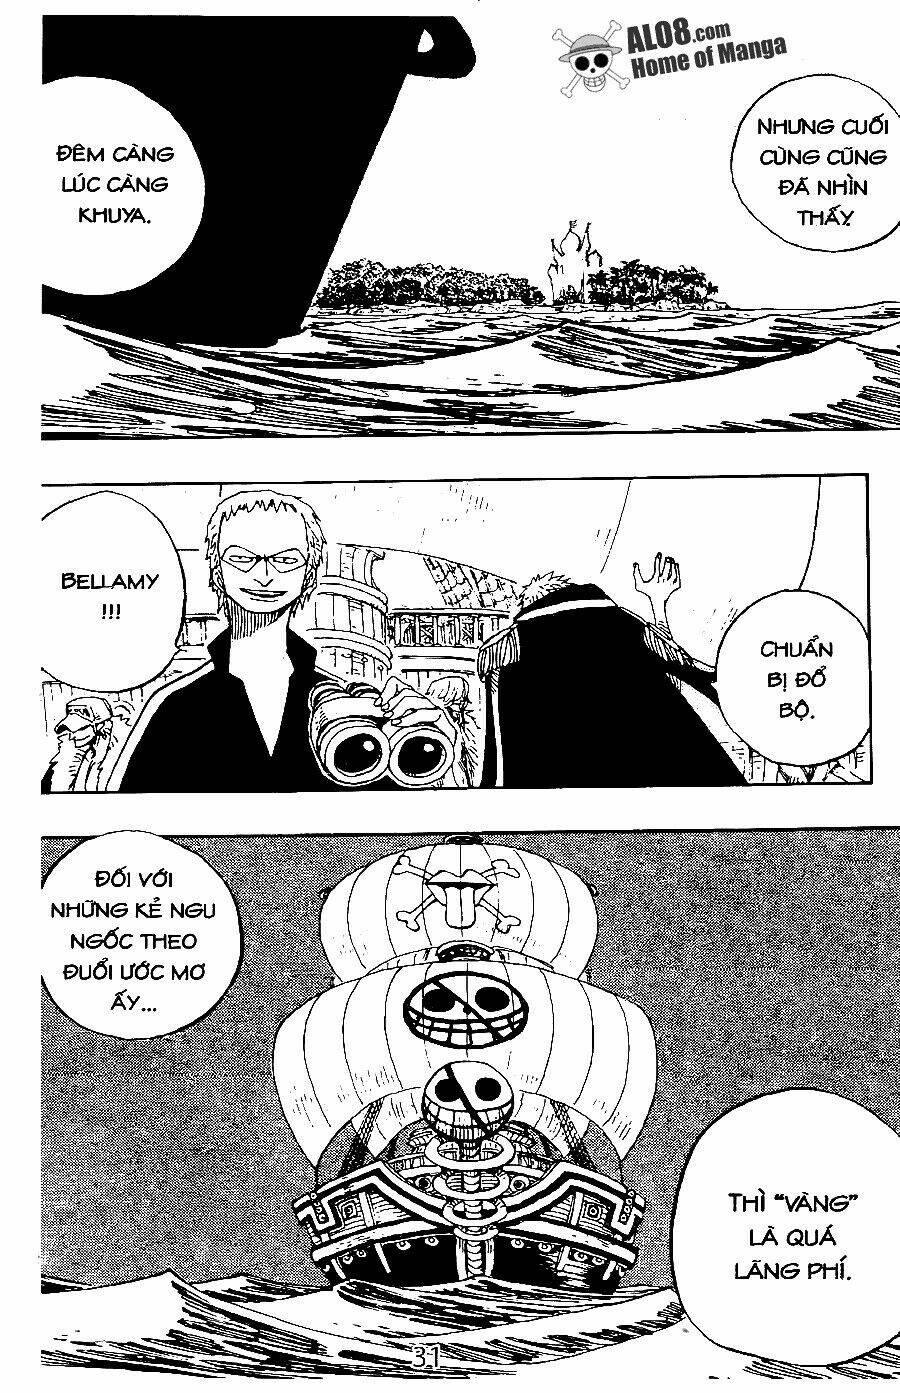 AL08.com
Home of Manga
NHƯNG CUỐI
CÙNG CŨNG
ĐÃ NHÌN
THẤY.
ĐÊM CÀNG
LÚC CÀNG
KHUYA.
CHUẨN
BỊ ĐỔ
BỘ.
BELLAMY
!!!
ĐỐI VỚI
NHỮNG KẺ NGU
NGỐC THEO
ĐUỔI ƯỚC MƠ
ẤY...
THÌ “VÀNG”
LÀ QUÁ
LÃNG PHÍ.
31